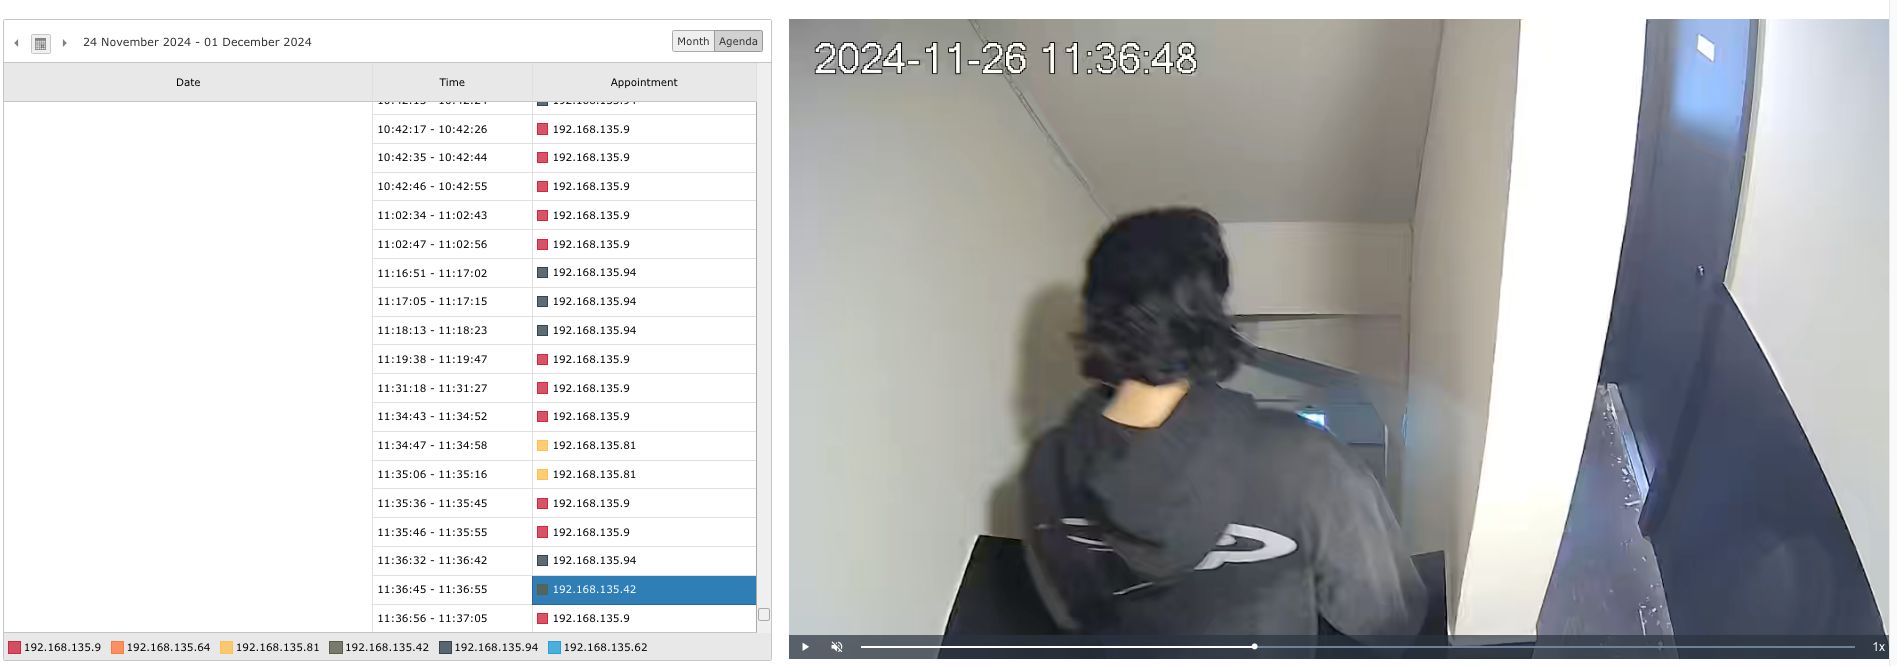 24 November 2024 - 01 December 2024
Month Agenda
Date Time Appointment
10:42:17 - 10:42:26 192.168.135.9
10:42:35 - 10:42:44 192.168.135.9
10:42:46 - 10:42:55 192.168.135.9
11:02:34 - 11:02:43 192.168.135.9
11:02:47 - 11:02:56 192.168.135.9
11:16:51 - 11:17:02 192.168.135.94
11:17:05 - 11:17:15 192.168.135.94
11:18:13 - 11:18:23 192.168.135.94
11:19:38 - 11:19:47 192.168.135.9
11:31:18 - 11:31:27 192.168.135.9
11:34:43 - 11:34:52 192.168.135.9
11:34:47 - 11:34:58 192.168.135.81
11:35:06 - 11:35:16 192.168.135.81
11:35:36 - 11:35:45 192.168.135.9
11:35:46 - 11:35:55 192.168.135.9
11:36:32 - 11:36:42 192.168.135.94
11:36:45 - 11:36:55 192.168.135.42
11:36:56 - 11:37:05 192.168.135.9
192.168.135.9 192.168.135.64 192.168.135.81 192.168.135.42 192.168.135.94 192.168.135.62
2024-11-26 11:36:48
1x